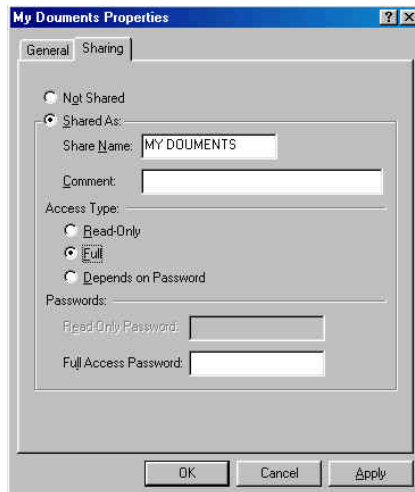 My Douments Properties
General Sharing
Not Shared
Shared As:
Share Name: MY DOUMENTS
Comment:
Access Type:
Read-Only
Full
Depends on Password
Passwords:
Read-Only Password:
Full Access Password:
OK Cancel Apply